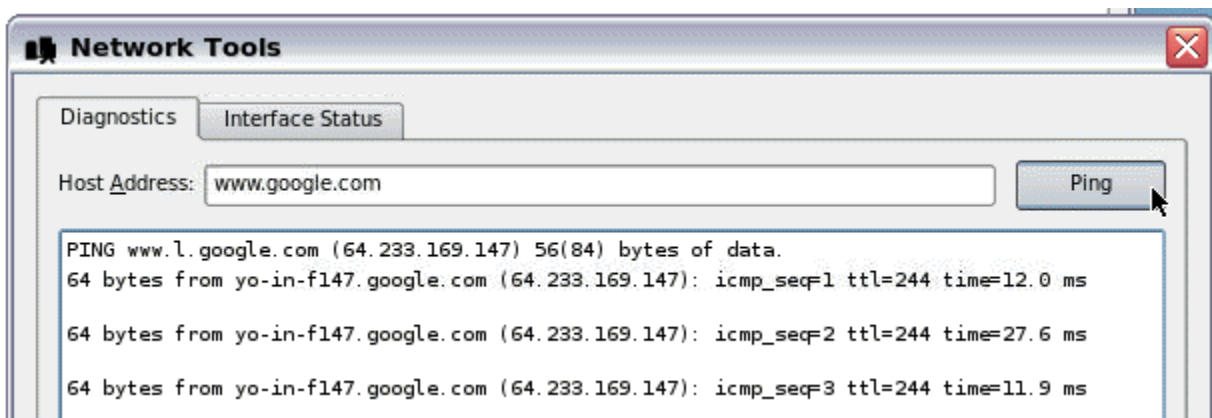 Network Tools
Diagnostics Interface Status
Host Address: www.google.com Ping
PING www.l.google.com (64.233.169.147) 56(84) bytes of data.
64 bytes from yo-in-f147.google.com (64.233.169.147): icmp_seq=1 ttl=244 time=12.0 ms
64 bytes from yo-in-f147.google.com (64.233.169.147): icmp_seq=2 ttl=244 time=27.6 ms
64 bytes from yo-in-f147.google.com (64.233.169.147): icmp_seq=3 ttl=244 time=11.9 ms